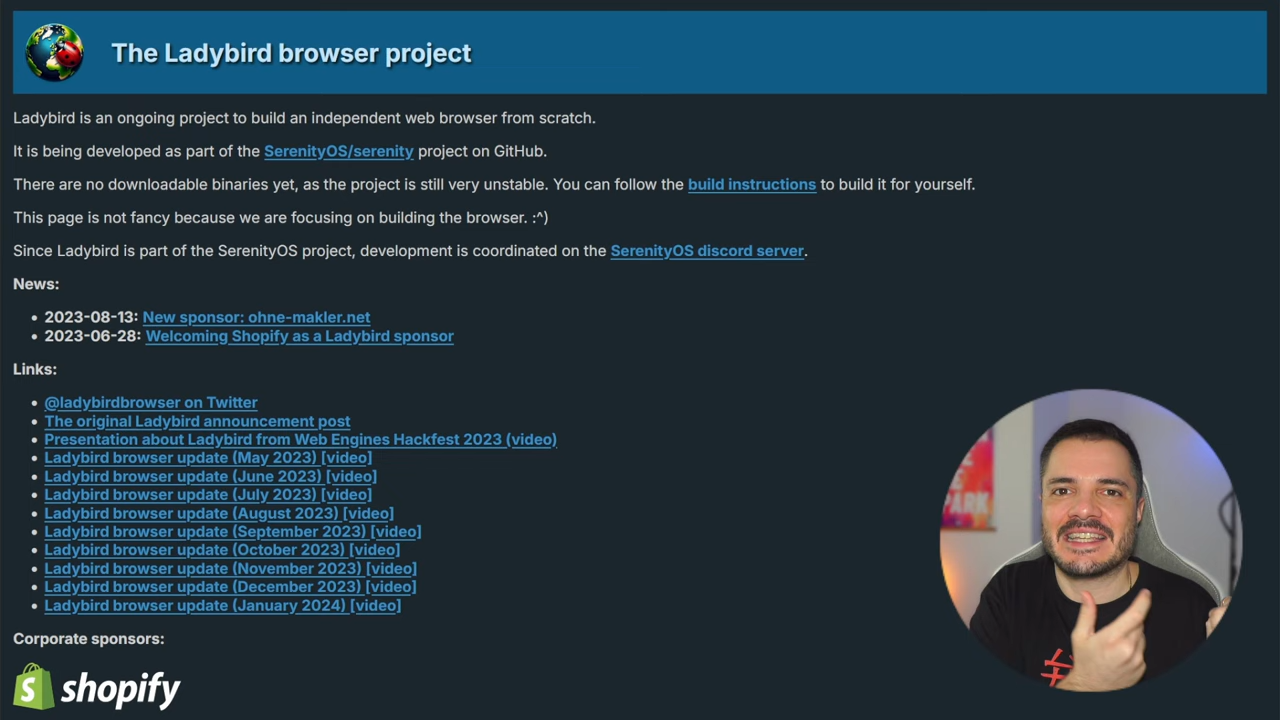 The Ladybird browser project
Ladybird is an ongoing project to build an independent web browser from scratch.
It is being developed as part of the SerenityOS/serenity project on GitHub.
There are no downloadable binaries yet, as the project is still very unstable. You can follow the build instructions to build it for yourself.
This page is not fancy because we are focusing on building the browser. :^)
Since Ladybird is part of the SerenityOS project, development is coordinated on the SerenityOS discord server.
News:
• 2023-08-13: New sponsor: ohne-makler.net
• 2023-06-28: Welcoming Shopify as a Ladybird sponsor
Links:
• @ladybirdbrowser on Twitter
• The original Ladybird announcement post
• Presentation about Ladybird from Web Engines Hackfest 2023 (video)
• Ladybird browser update (May 2023) [video]
• Ladybird browser update (June 2023) [video]
• Ladybird browser update (July 2023) [video]
• Ladybird browser update (August 2023) [video]
• Ladybird browser update (September 2023) [video]
• Ladybird browser update (October 2023) [video]
• Ladybird browser update (November 2023) [video]
• Ladybird browser update (December 2023) [video]
• Ladybird browser update (January 2024) [video]
Corporate sponsors:
shopify